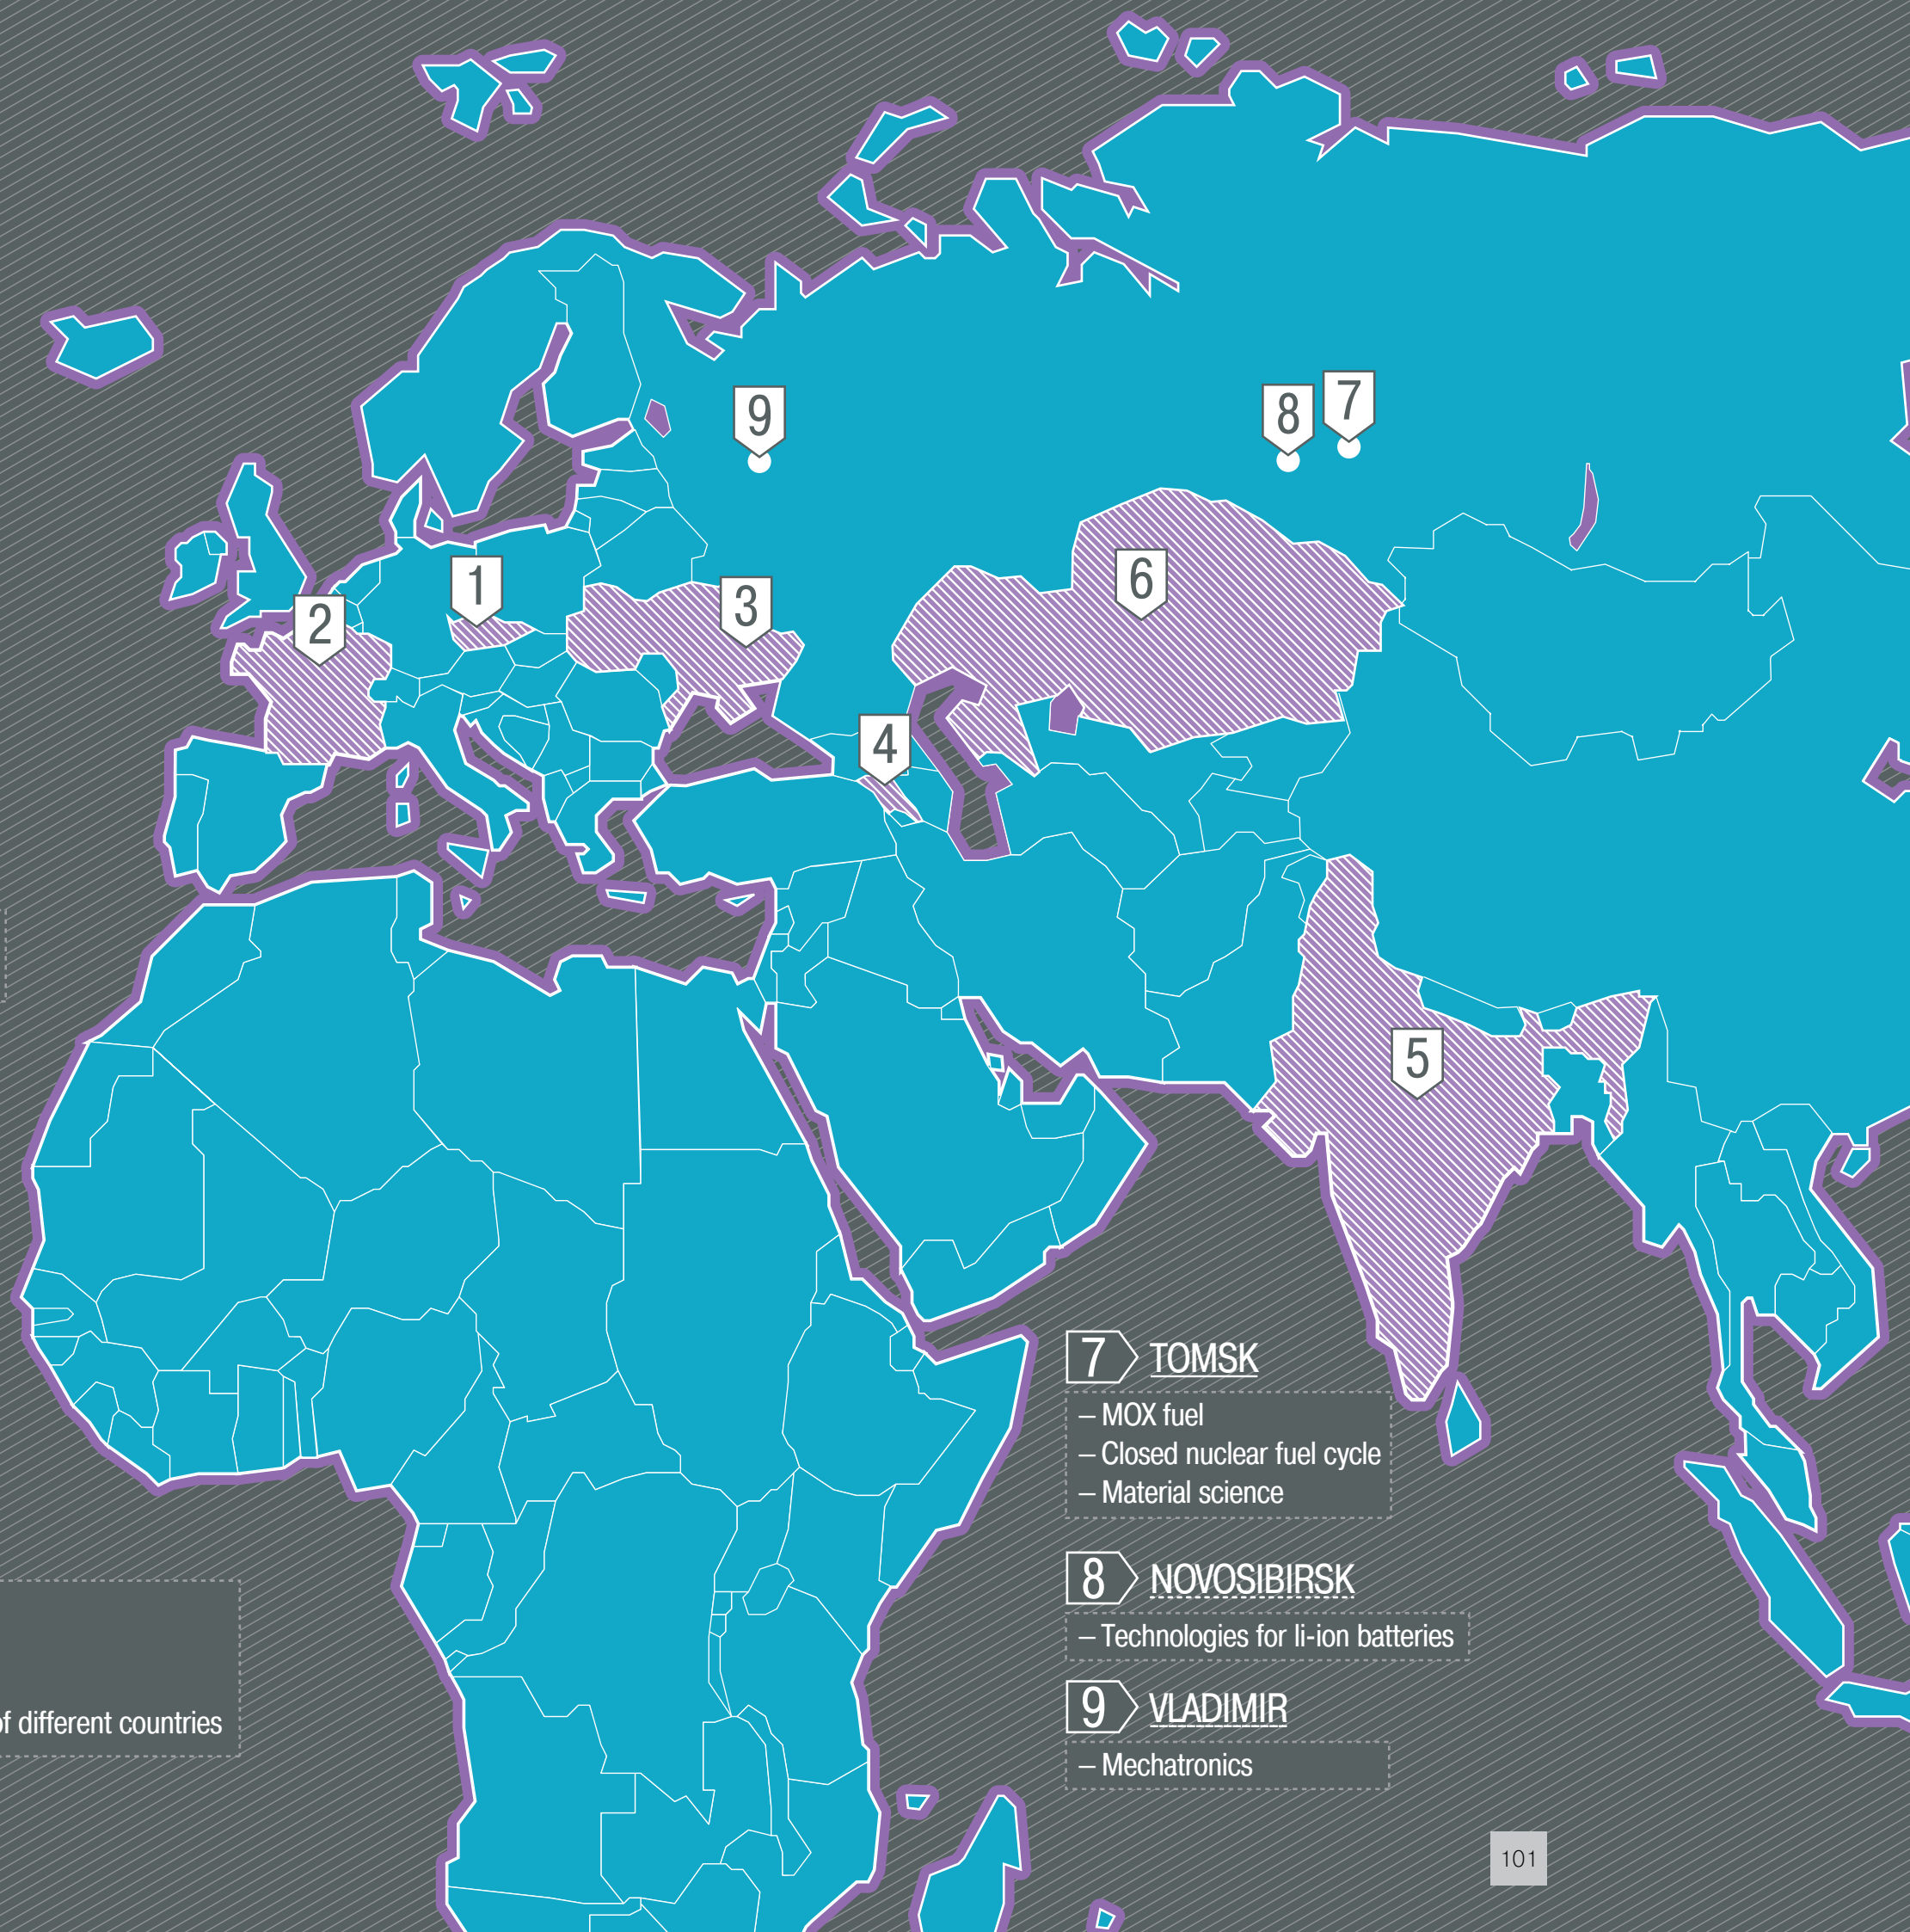 9
8
7
1
2
3
6
4
5
7 TOMSK
– MOX fuel
– Closed nuclear fuel cycle
– Material science
8 NOVOSIBIRSK
– Technologies for li-ion batteries
9 VLADIMIR
– Mechatronics
of different countries
101